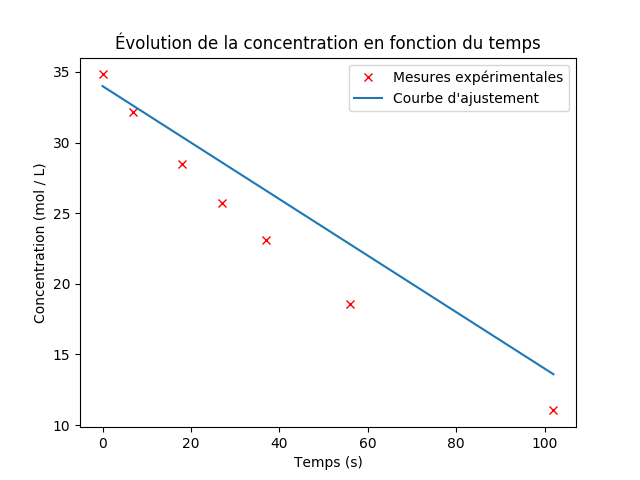 Évolution de la concentration en fonction du temps
Mesures expérimentales
Courbe d'ajustement
Concentration (mol / L)
35
30
25
20
15
10
0 20 40 60 80 100
Temps (s)